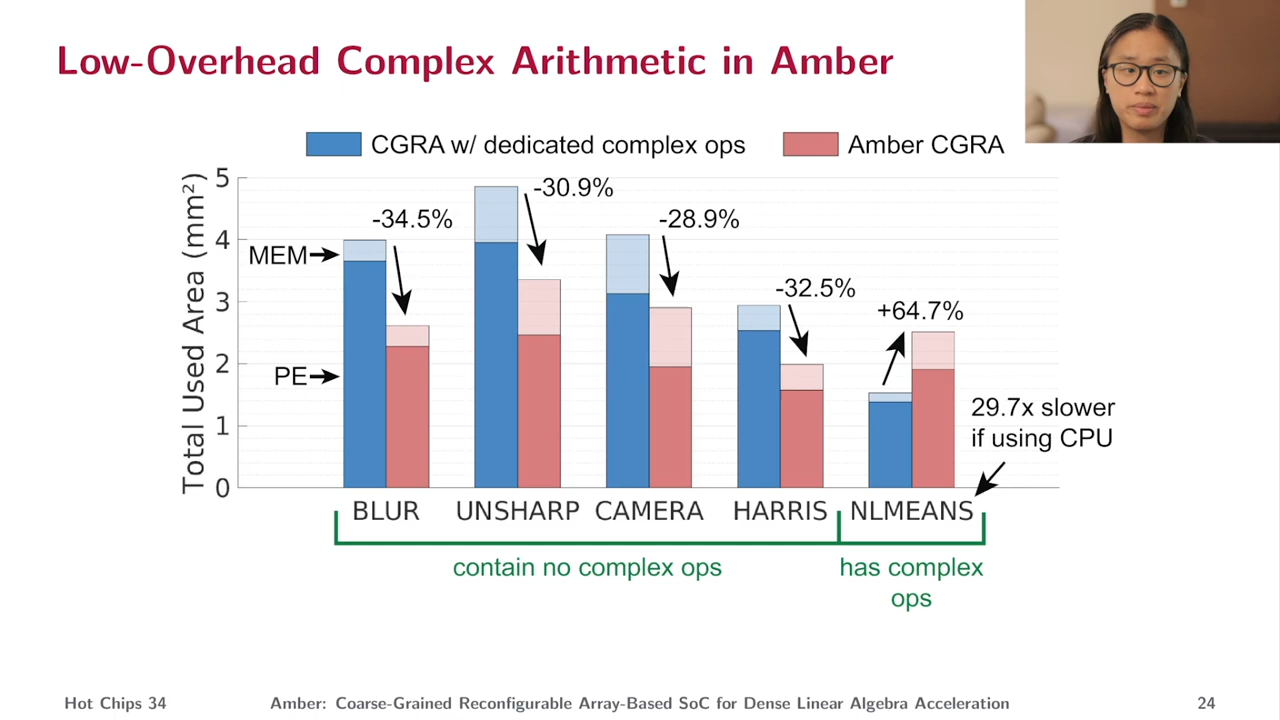 Low-Overhead Complex Arithmetic in Amber
CGRA w/ dedicated complex ops
Amber CGRA
Total Used Area (mm²)
5
4
3
2
1
0
MEM
PE
-34.5%
-30.9%
-28.9%
-32.5%
+64.7%
29.7x slower
if using CPU
BLUR
UNSHARP
CAMERA
HARRIS
NLMEANS
contain no complex ops
has complex
ops
Hot Chips 34
Amber: Coarse-Grained Reconfigurable Array-Based SoC for Dense Linear Algebra Acceleration
24